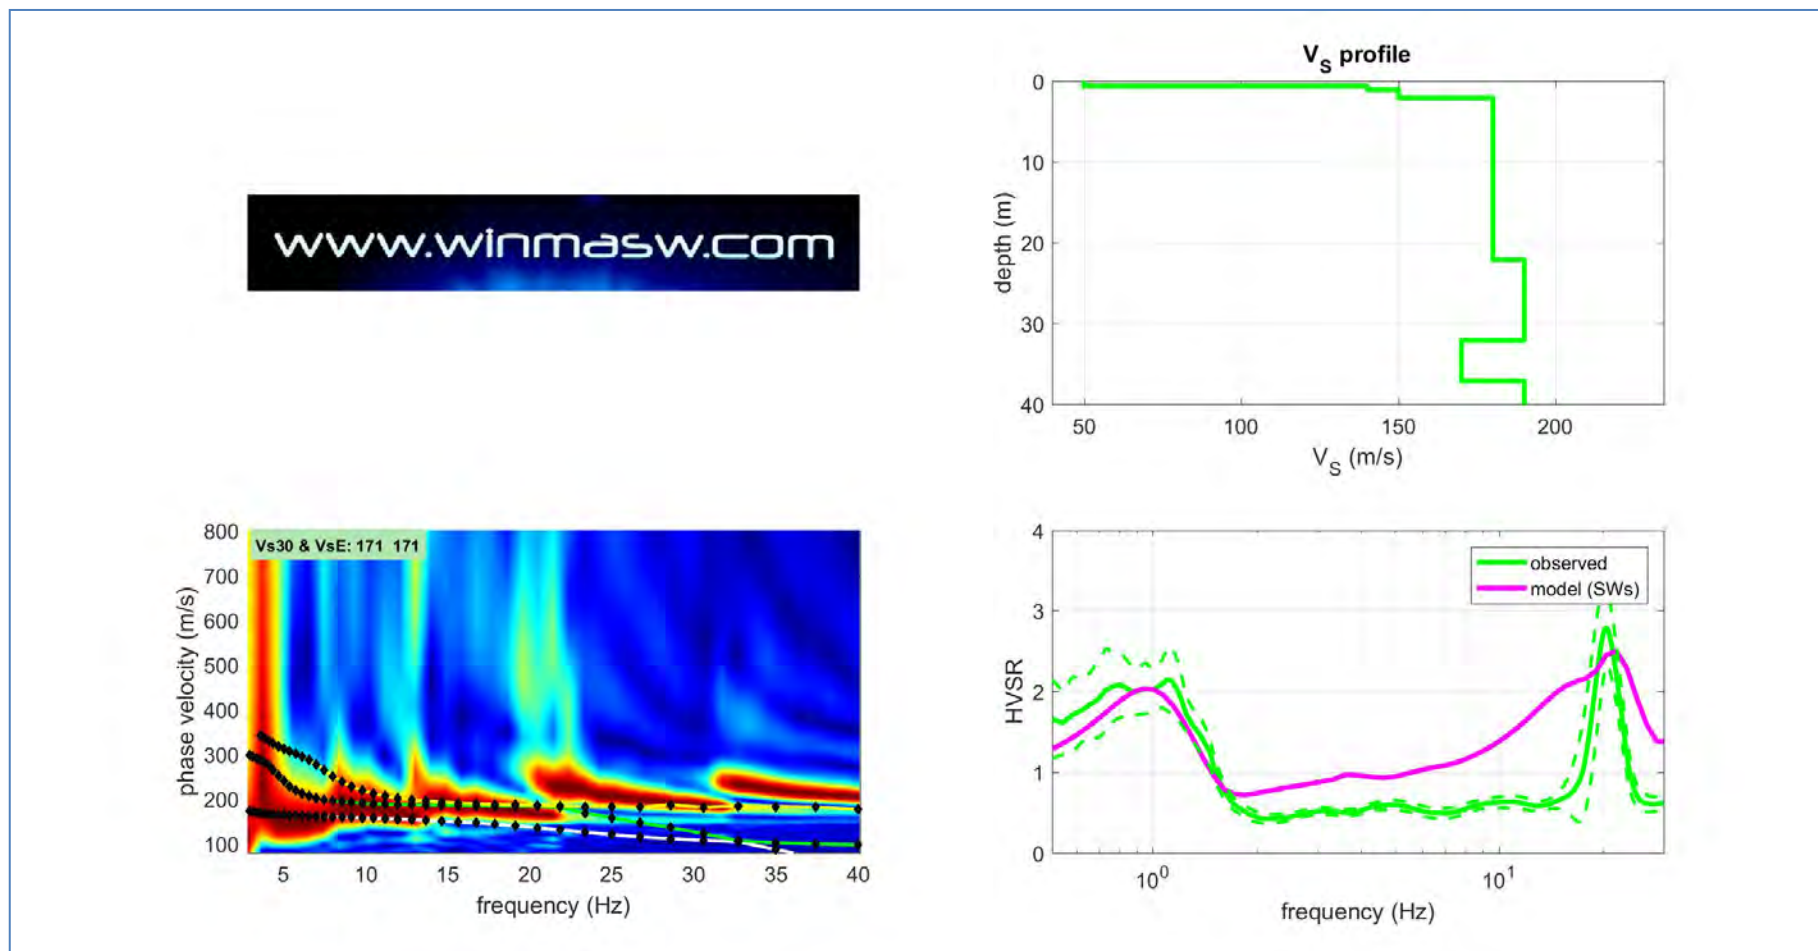 www.winmasw.com
V_S profile
0
10
20
30
40
depth (m)
50 100 150 200
V_S (m/s)
800
700
600
500
400
300
200
100
phase velocity (m/s)
Vs30 & VsE: 171 171
5 10 15 20 25 30 35 40
frequency (Hz)
4
3
2
1
0
HVSR
observed
model (SWs)
10^0 10^1
frequency (Hz)